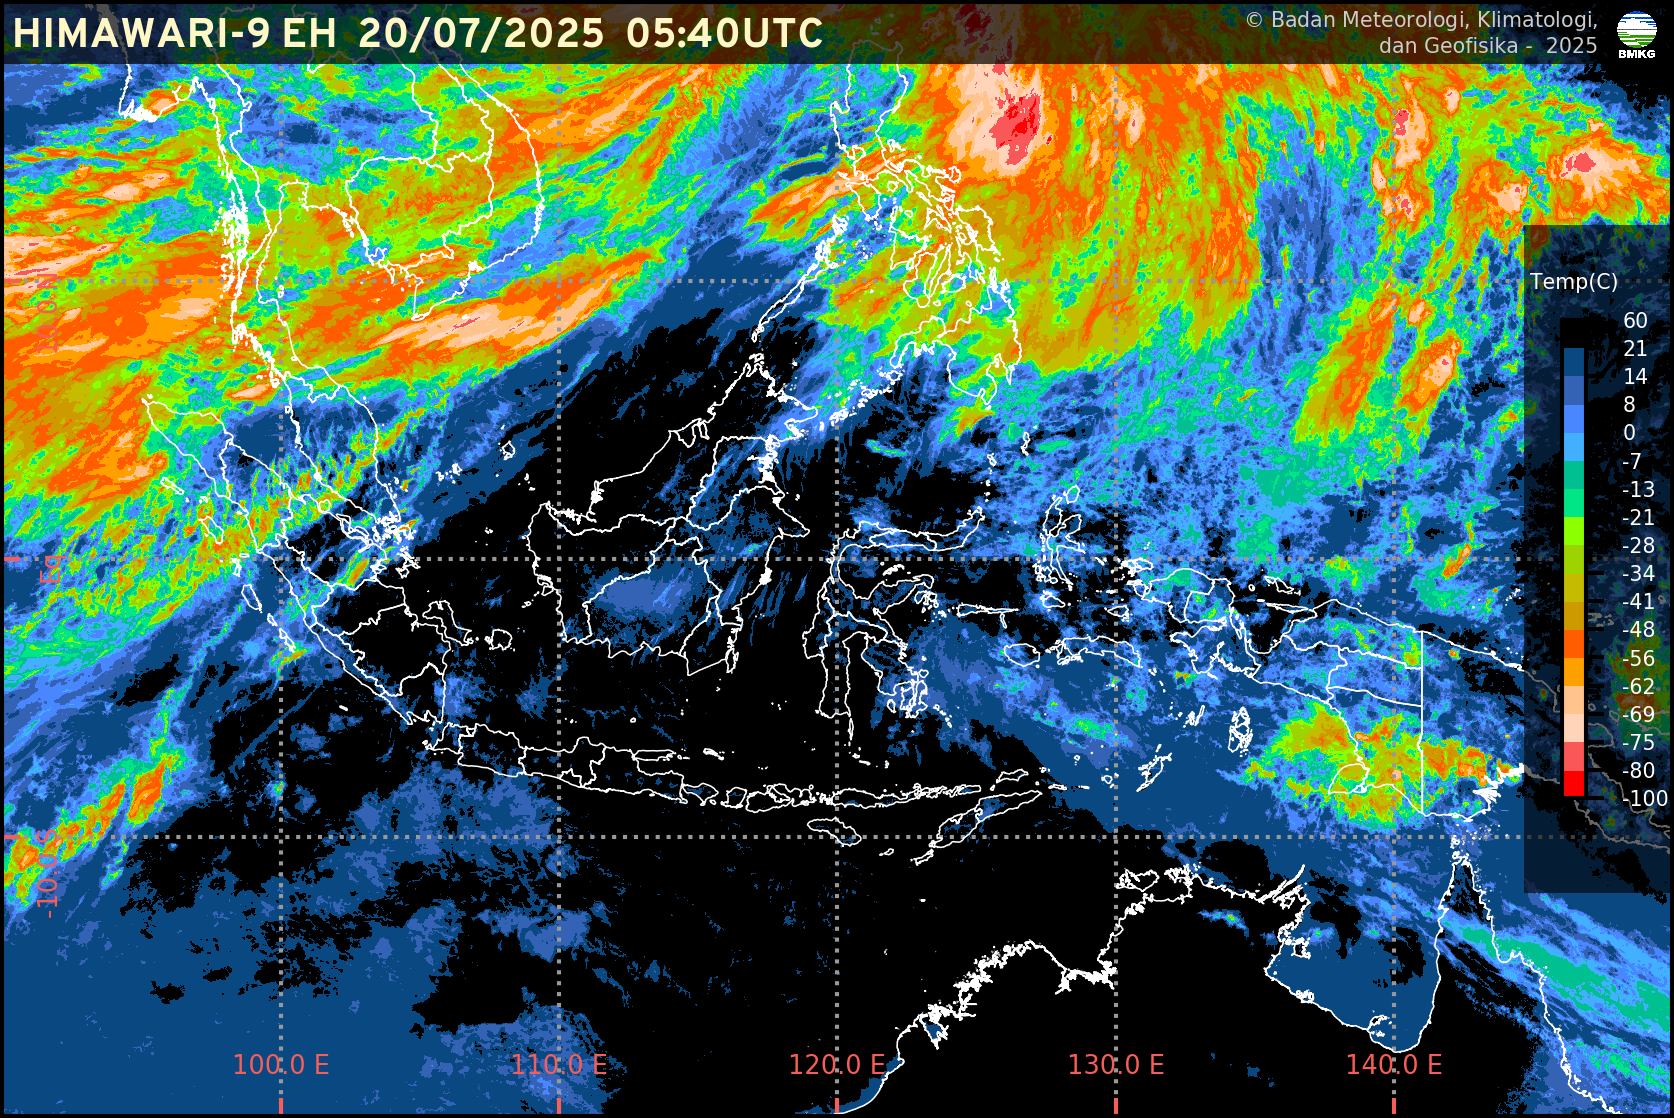 HIMAWARI-9 EH 20/07/2025 05:40UTC
© Badan Meteorologi, Klimatologi,
dan Geofisika - 2025
BMKG
Temp(C)
60
21
14
8
0
-7
-13
-21
-28
-34
-41
-48
-56
-62
-69
-75
-80
-100
Eq
-10.0 S
100.0 E
110.0 E
120.0 E
130.0 E
140.0 E